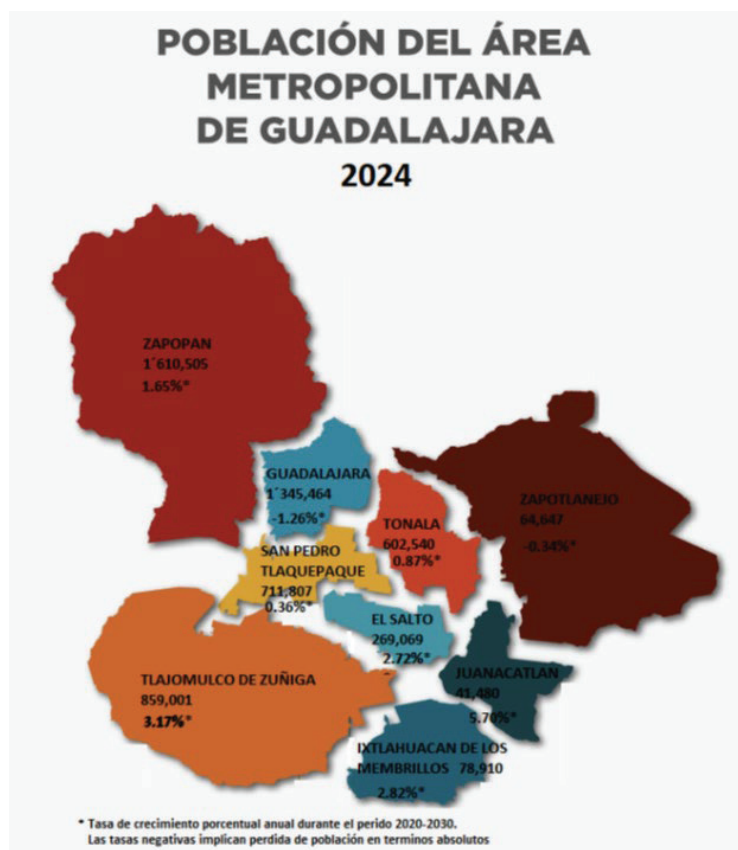 POBLACIÓN DEL ÁREA
METROPOLITANA
DE GUADALAJARA
2024
ZAPOPAN
1´610,505
1.65%*
GUADALAJARA
1´345,464
-1.26%*
ZAPOTLANEJO
64,647
-0.34%*
TONALA
602,540
0.87%*
SAN PEDRO
TLAQUEPAQUE
711,807
0.36%*
EL SALTO
269,069
2.72%*
TLAJOMULCO DE ZUÑIGA
859,001
3.17%*
JUANACATLAN
41,480
5.70%*
IXTLAHUACAN DE LOS
MEMBRILLOS 78,910
2.82%*
* Tasa de crecimiento porcentual anual durante el perido 2020-2030.
Las tasas negativas implican perdida de población en terminos absolutos